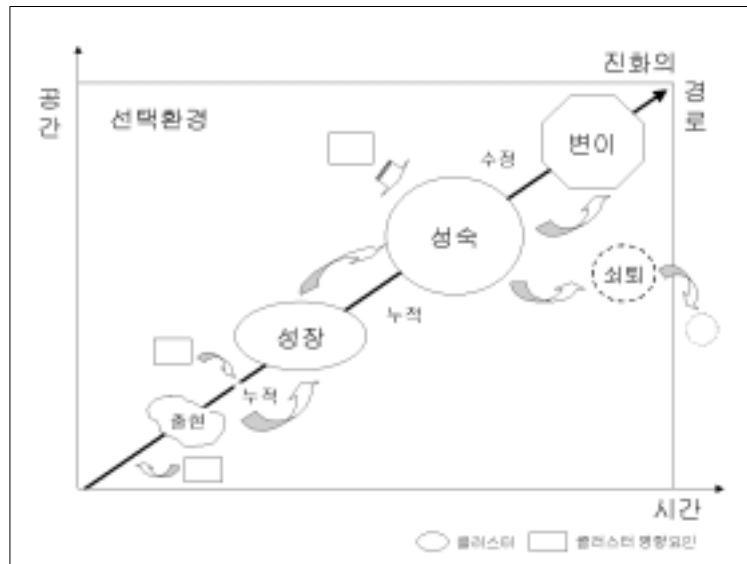 진화의
경로
공간
선택환경
변이
수정
성숙
쇠퇴
누적
성장
누적
출현
시간
클러스터
클러스터 영향요인